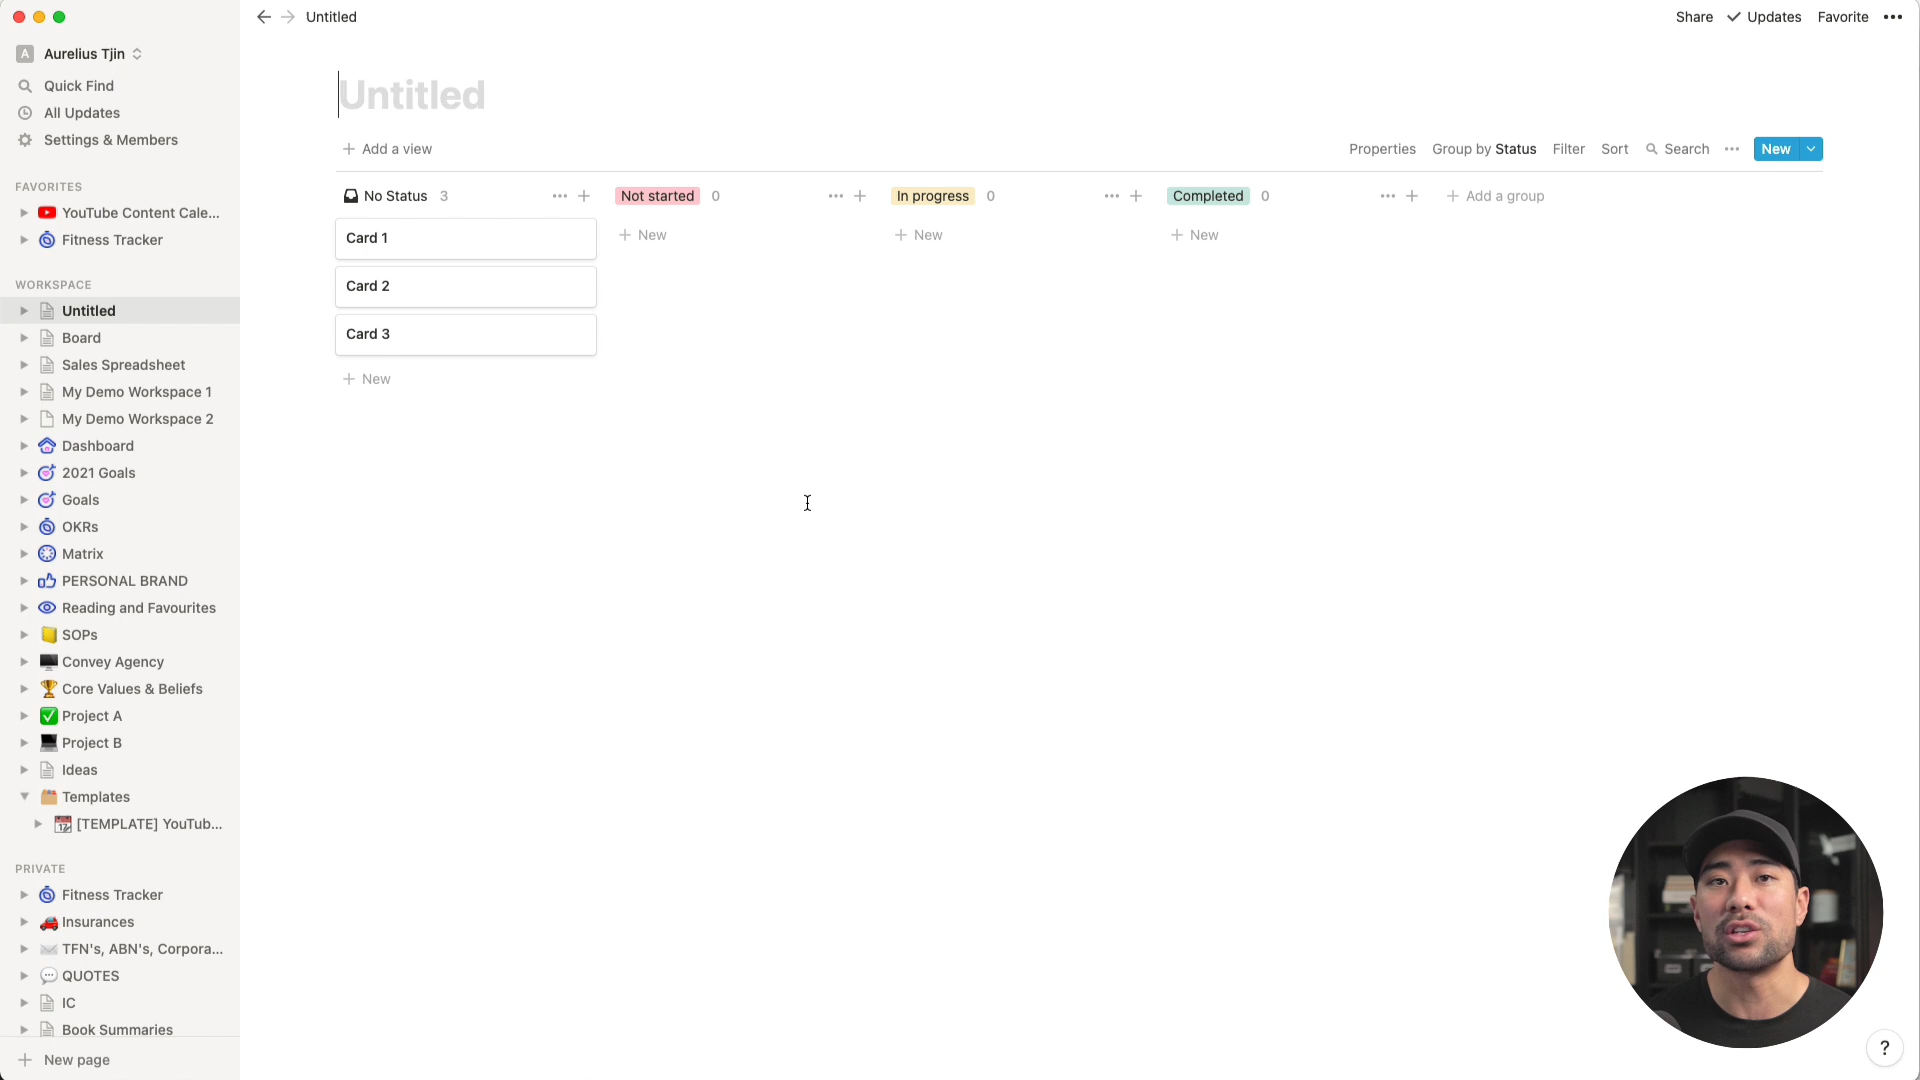 Untitled
Share
Updates
Favorite
A
Aurelius Tjin
Quick Find
All Updates
Settings & Members
FAVORITES
YouTube Content Cale...
Fitness Tracker
WORKSPACE
Untitled
Board
Sales Spreadsheet
My Demo Workspace 1
My Demo Workspace 2
Dashboard
2021 Goals
Goals
OKRs
Matrix
PERSONAL BRAND
Reading and Favourites
SOPs
Convey Agency
Core Values & Beliefs
Project A
Project B
Ideas
Templates
[TEMPLATE] YouTub...
PRIVATE
Fitness Tracker
Insurances
TFN's, ABN's, Corpora...
QUOTES
IC
Book Summaries
New page
Untitled
Add a view
Properties
Group by Status
Filter
Sort
Search
New
No Status 3
Not started 0
In progress 0
Completed 0
Add a group
Card 1
Card 2
Card 3
New
New
New
New
?